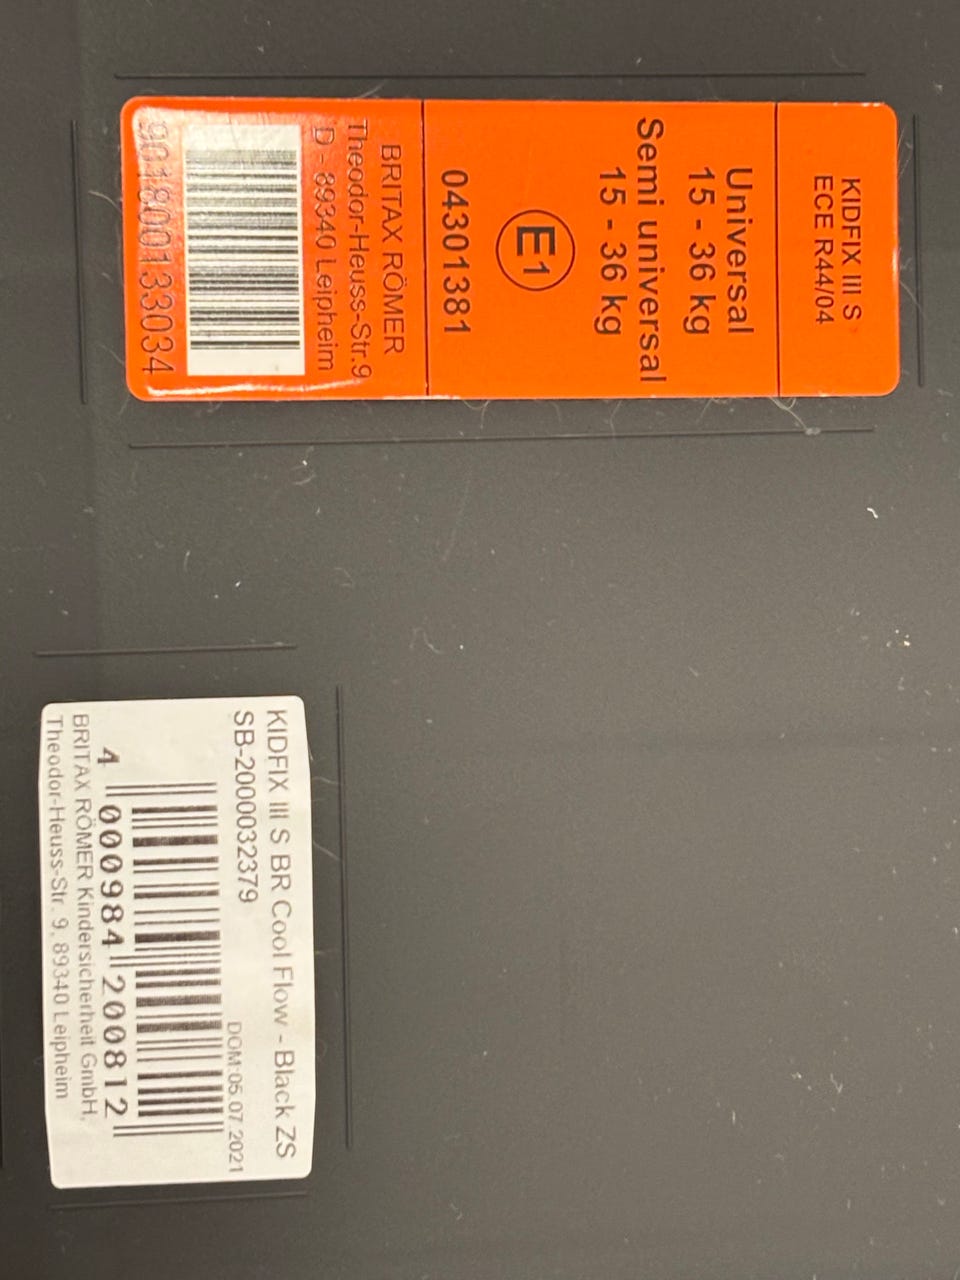 KIDFIX III S
ECE R44/04
Universal
15 - 36 kg
Semi universal
15 - 36 kg
E1
04301381
BRITAX RÖMER
Theodor-Heuss-Str.9
D - 89340 Leipheim
9018001133034
KIDFIX III S BR Cool Flow - Black ZS
SB-2000032379
DOM:05.07.2021
4 000984 200812
BRITAX RÖMER Kindersicherheit GmbH,
Theodor-Heuss-Str. 9, 89340 Leipheim